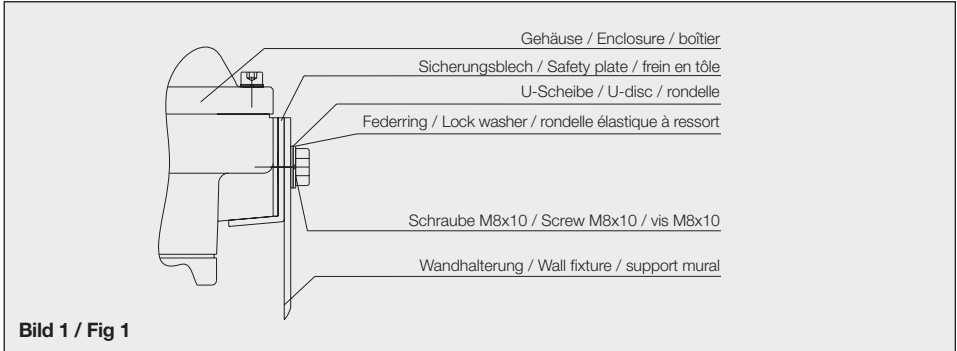 Gehäuse / Enclosure / boîtier
Sicherungsblech / Safety plate / frein en tôle
U-Scheibe / U-disc / rondelle
Federring / Lock washer / rondelle élastique à ressort
Schraube M8x10 / Screw M8x10 / vis M8x10
Wandhalterung / Wall fixture / support mural
Bild 1 / Fig 1